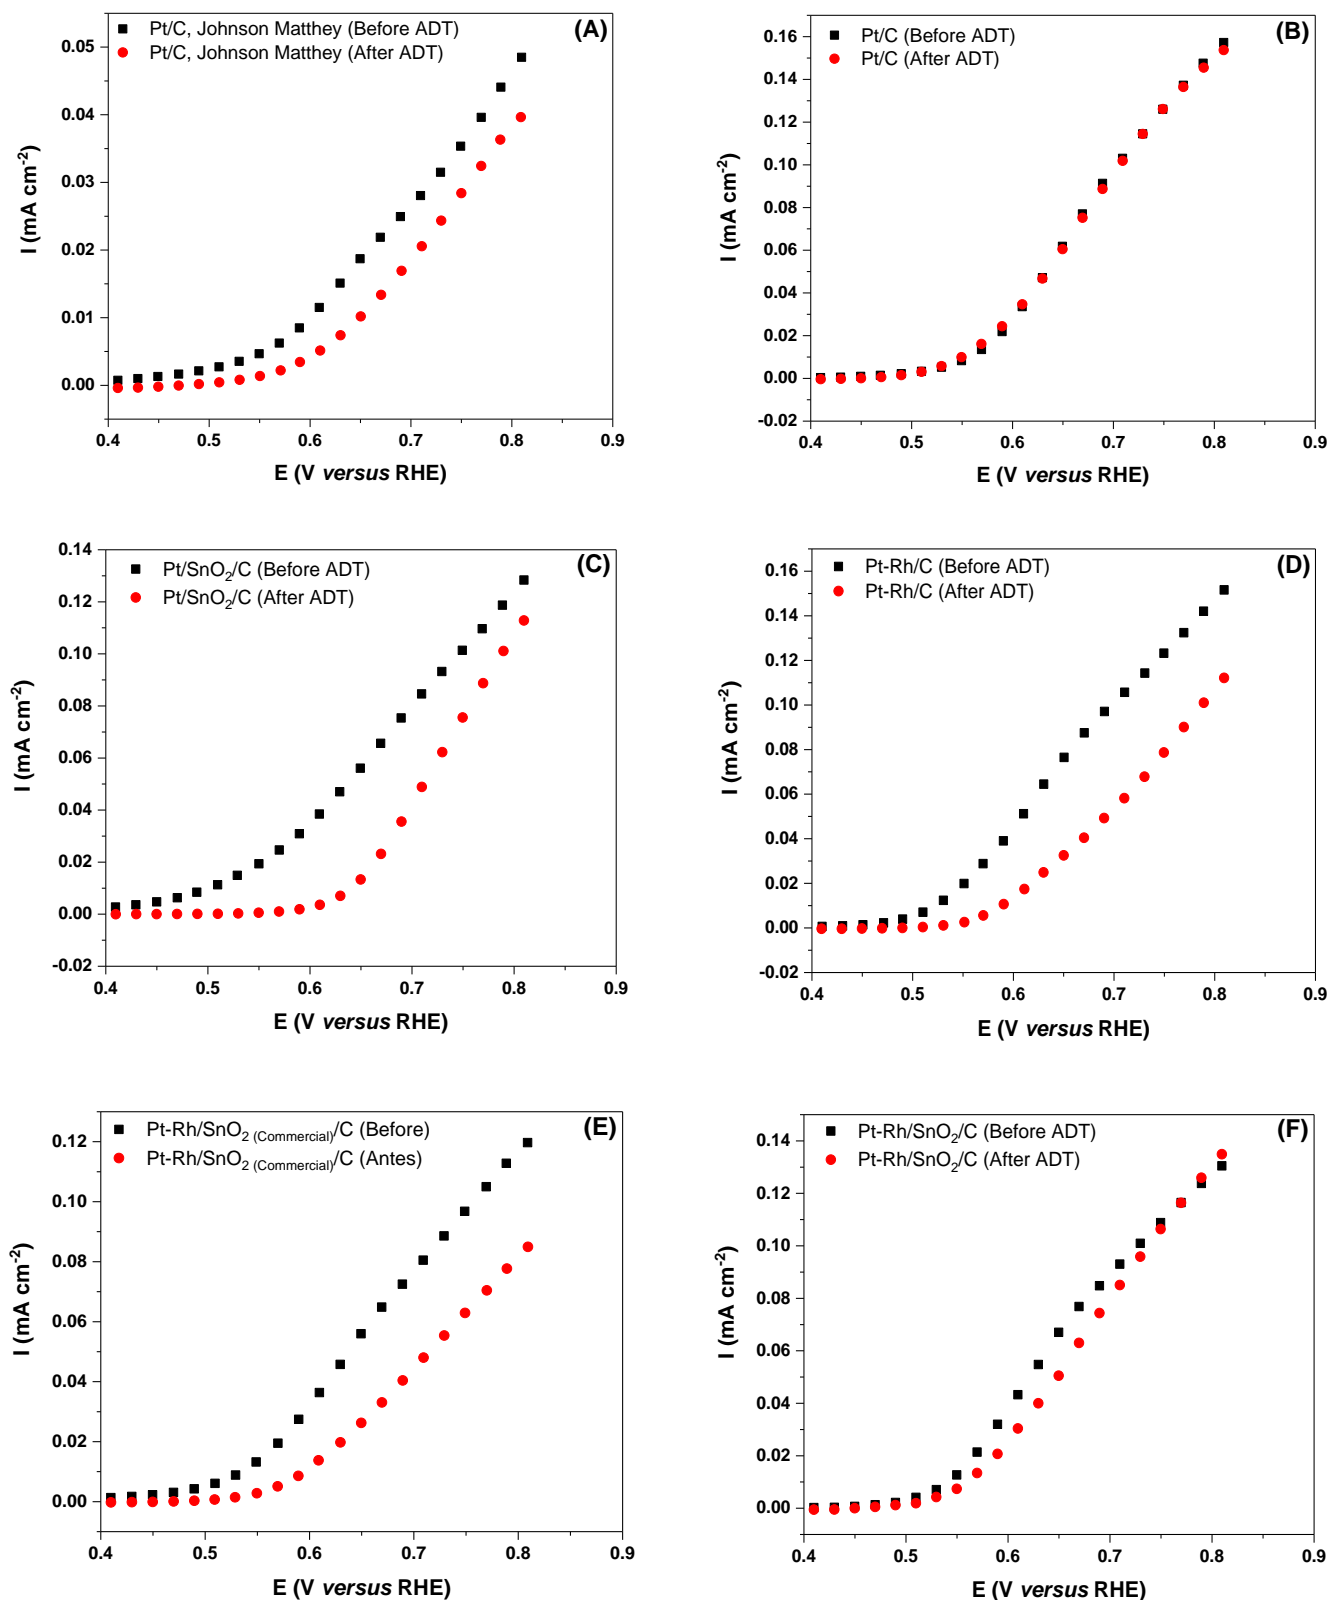 (A)
Pt/C, Johnson Matthey (Before ADT)
Pt/C, Johnson Matthey (After ADT)
0.05
0.04
0.03
0.02
0.01
0.00
I (mA cm-2)
0.4 0.5 0.6 0.7 0.8 0.9
E (V versus RHE)
(B)
Pt/C (Before ADT)
Pt/C (After ADT)
0.16
0.14
0.12
0.10
0.08
0.06
0.04
0.02
0.00
-0.02
I (mA cm-2)
0.4 0.5 0.6 0.7 0.8 0.9
E (V versus RHE)
(C)
Pt/SnO2/C (Before ADT)
Pt/SnO2/C (After ADT)
0.14
0.12
0.10
0.08
0.06
0.04
0.02
0.00
-0.02
I (mA cm-2)
0.4 0.5 0.6 0.7 0.8 0.9
E (V versus RHE)
(D)
Pt-Rh/C (Before ADT)
Pt-Rh/C (After ADT)
0.16
0.14
0.12
0.10
0.08
0.06
0.04
0.02
0.00
-0.02
I (mA cm-2)
0.4 0.5 0.6 0.7 0.8 0.9
E (V versus RHE)
(E)
Pt-Rh/SnO2 (Commercial)/C (Before)
Pt-Rh/SnO2 (Commercial)/C (Antes)
0.12
0.10
0.08
0.06
0.04
0.02
0.00
I (mA cm-2)
0.4 0.5 0.6 0.7 0.8 0.9
E (V versus RHE)
(F)
Pt-Rh/SnO2/C (Before ADT)
Pt-Rh/SnO2/C (After ADT)
0.14
0.12
0.10
0.08
0.06
0.04
0.02
0.00
I (mA cm-2)
0.4 0.5 0.6 0.7 0.8 0.9
E (V versus RHE)